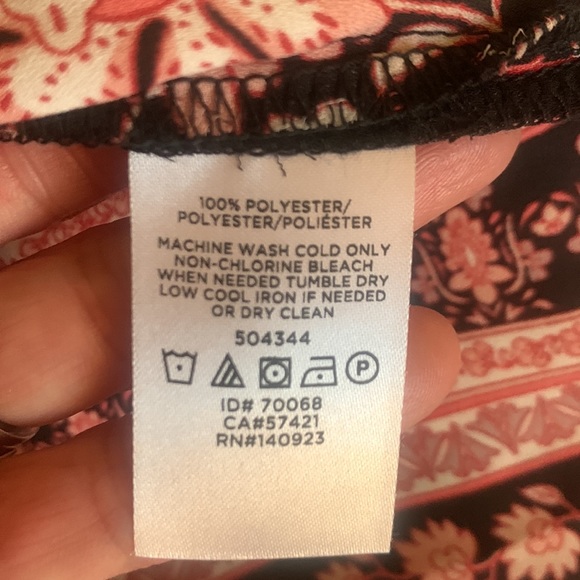 100% POLYESTER/
POLYESTER/POLIÉSTER
MACHINE WASH COLD ONLY
NON-CHLORINE BLEACH
WHEN NEEDED TUMBLE DRY
LOW COOL IRON IF NEEDED
OR DRY CLEAN
504344
P
ID# 70068
CA#57421
RN#140923